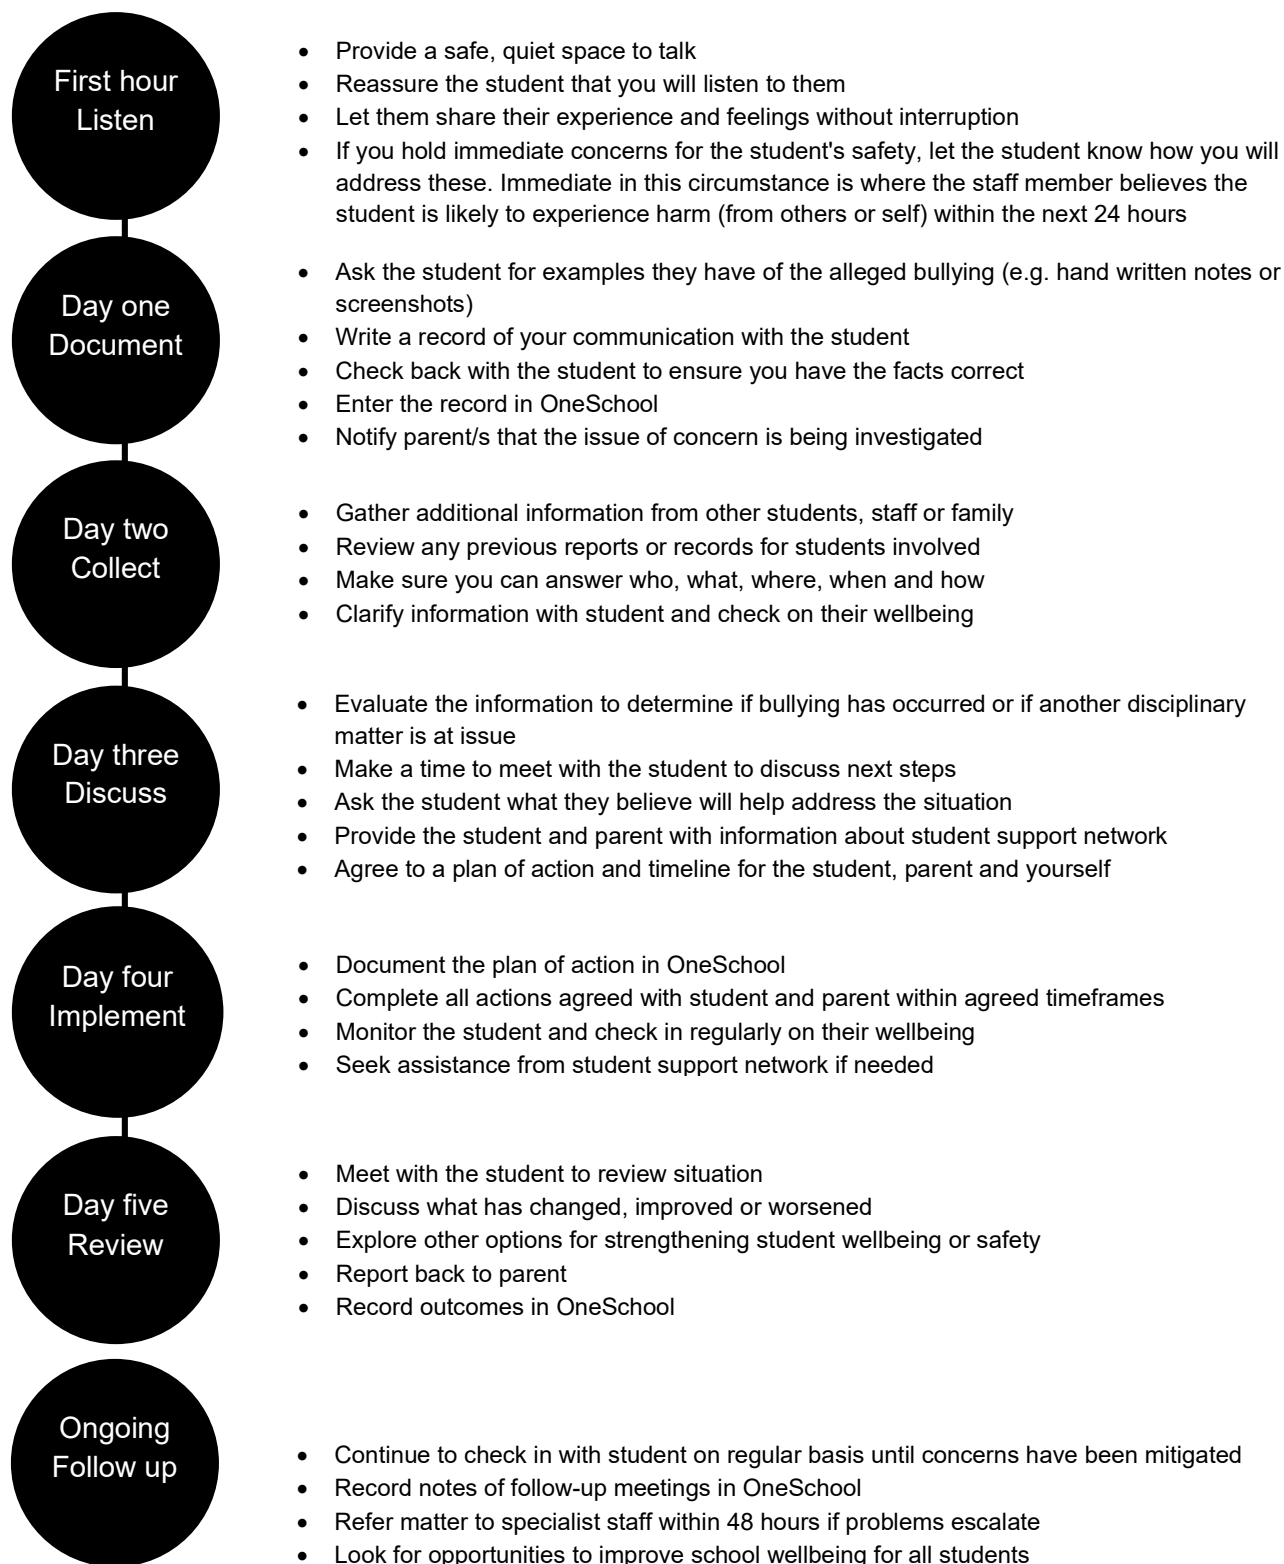 First hour
Listen
• Provide a safe, quiet space to talk
• Reassure the student that you will listen to them
• Let them share their experience and feelings without interruption
• If you hold immediate concerns for the student's safety, let the student know how you will
address these. Immediate in this circumstance is where the staff member believes the
student is likely to experience harm (from others or self) within the next 24 hours
Day one
Document
• Ask the student for examples they have of the alleged bullying (e.g. hand written notes or
screenshots)
• Write a record of your communication with the student
• Check back with the student to ensure you have the facts correct
• Enter the record in OneSchool
• Notify parent/s that the issue of concern is being investigated
Day two
Collect
• Gather additional information from other students, staff or family
• Review any previous reports or records for students involved
• Make sure you can answer who, what, where, when and how
• Clarify information with student and check on their wellbeing
Day three
Discuss
• Evaluate the information to determine if bullying has occurred or if another disciplinary
matter is at issue
• Make a time to meet with the student to discuss next steps
• Ask the student what they believe will help address the situation
• Provide the student and parent with information about student support network
• Agree to a plan of action and timeline for the student, parent and yourself
Day four
Implement
• Document the plan of action in OneSchool
• Complete all actions agreed with student and parent within agreed timeframes
• Monitor the student and check in regularly on their wellbeing
• Seek assistance from student support network if needed
Day five
Review
• Meet with the student to review situation
• Discuss what has changed, improved or worsened
• Explore other options for strengthening student wellbeing or safety
• Report back to parent
• Record outcomes in OneSchool
Ongoing
Follow up
• Continue to check in with student on regular basis until concerns have been mitigated
• Record notes of follow-up meetings in OneSchool
• Refer matter to specialist staff within 48 hours if problems escalate
• Look for opportunities to improve school wellbeing for all students